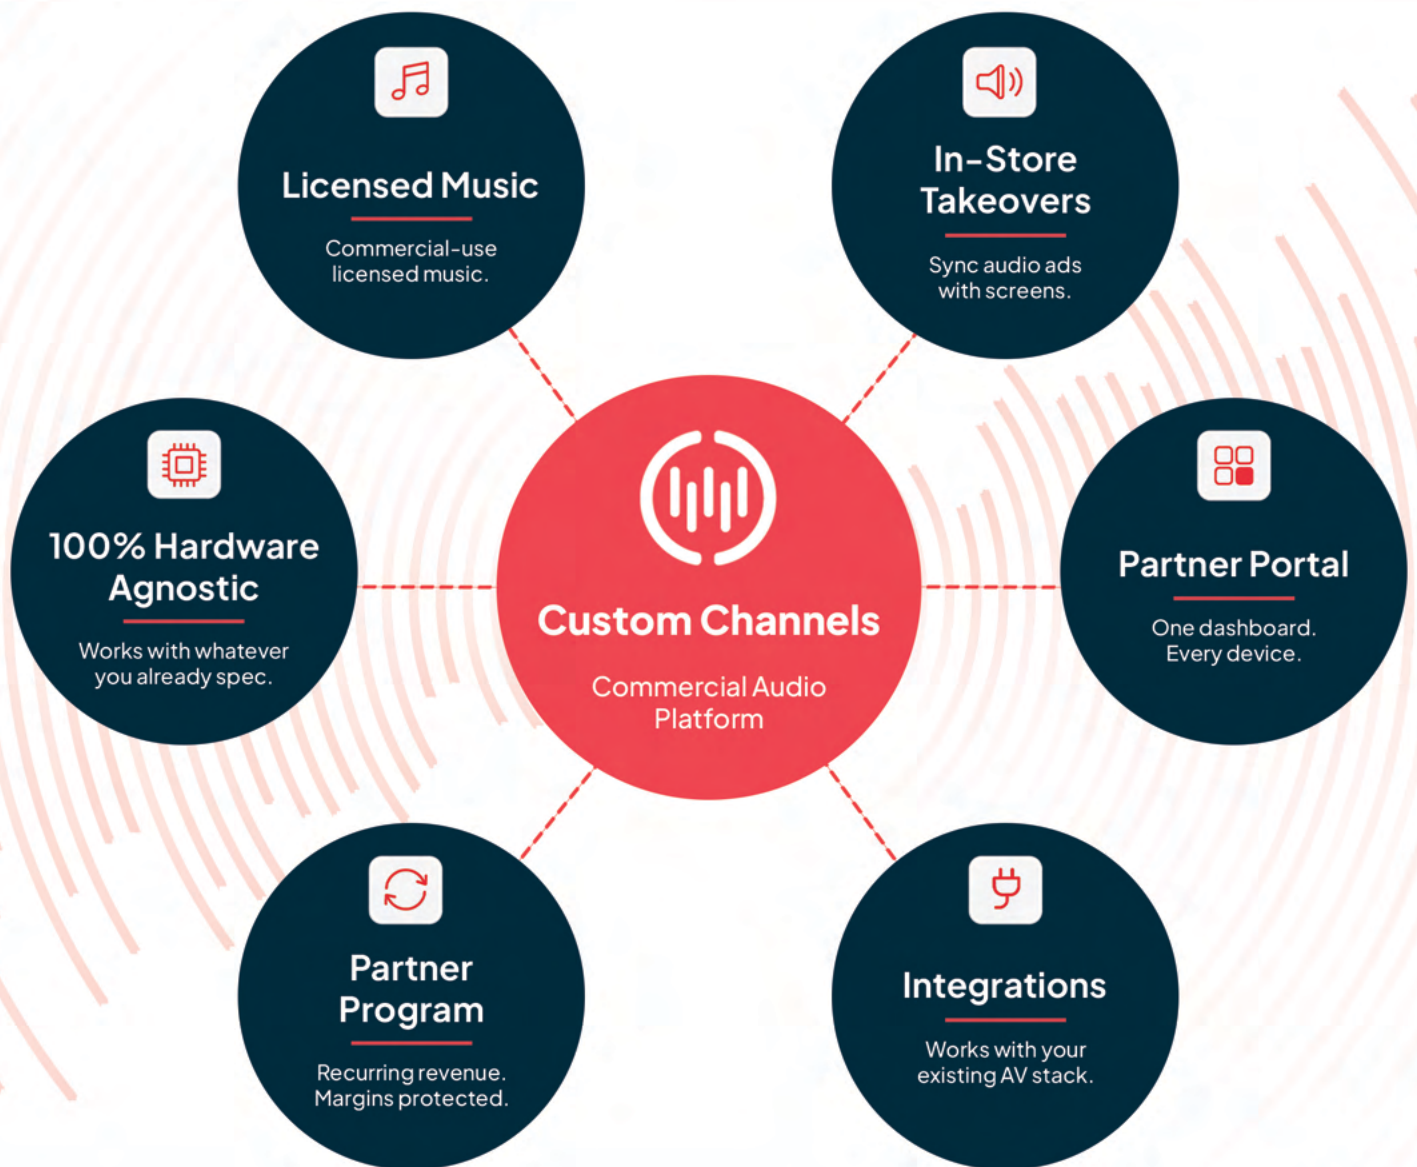 Licensed Music
Commercial-use
licensed music.
In-Store
Takeovers
Sync audio ads
with screens.
100% Hardware
Agnostic
Works with whatever
you already spec.
Custom Channels
Commercial Audio
Platform
Partner Portal
One dashboard.
Every device.
Partner
Program
Recurring revenue.
Margins protected.
Integrations
Works with your
existing AV stack.